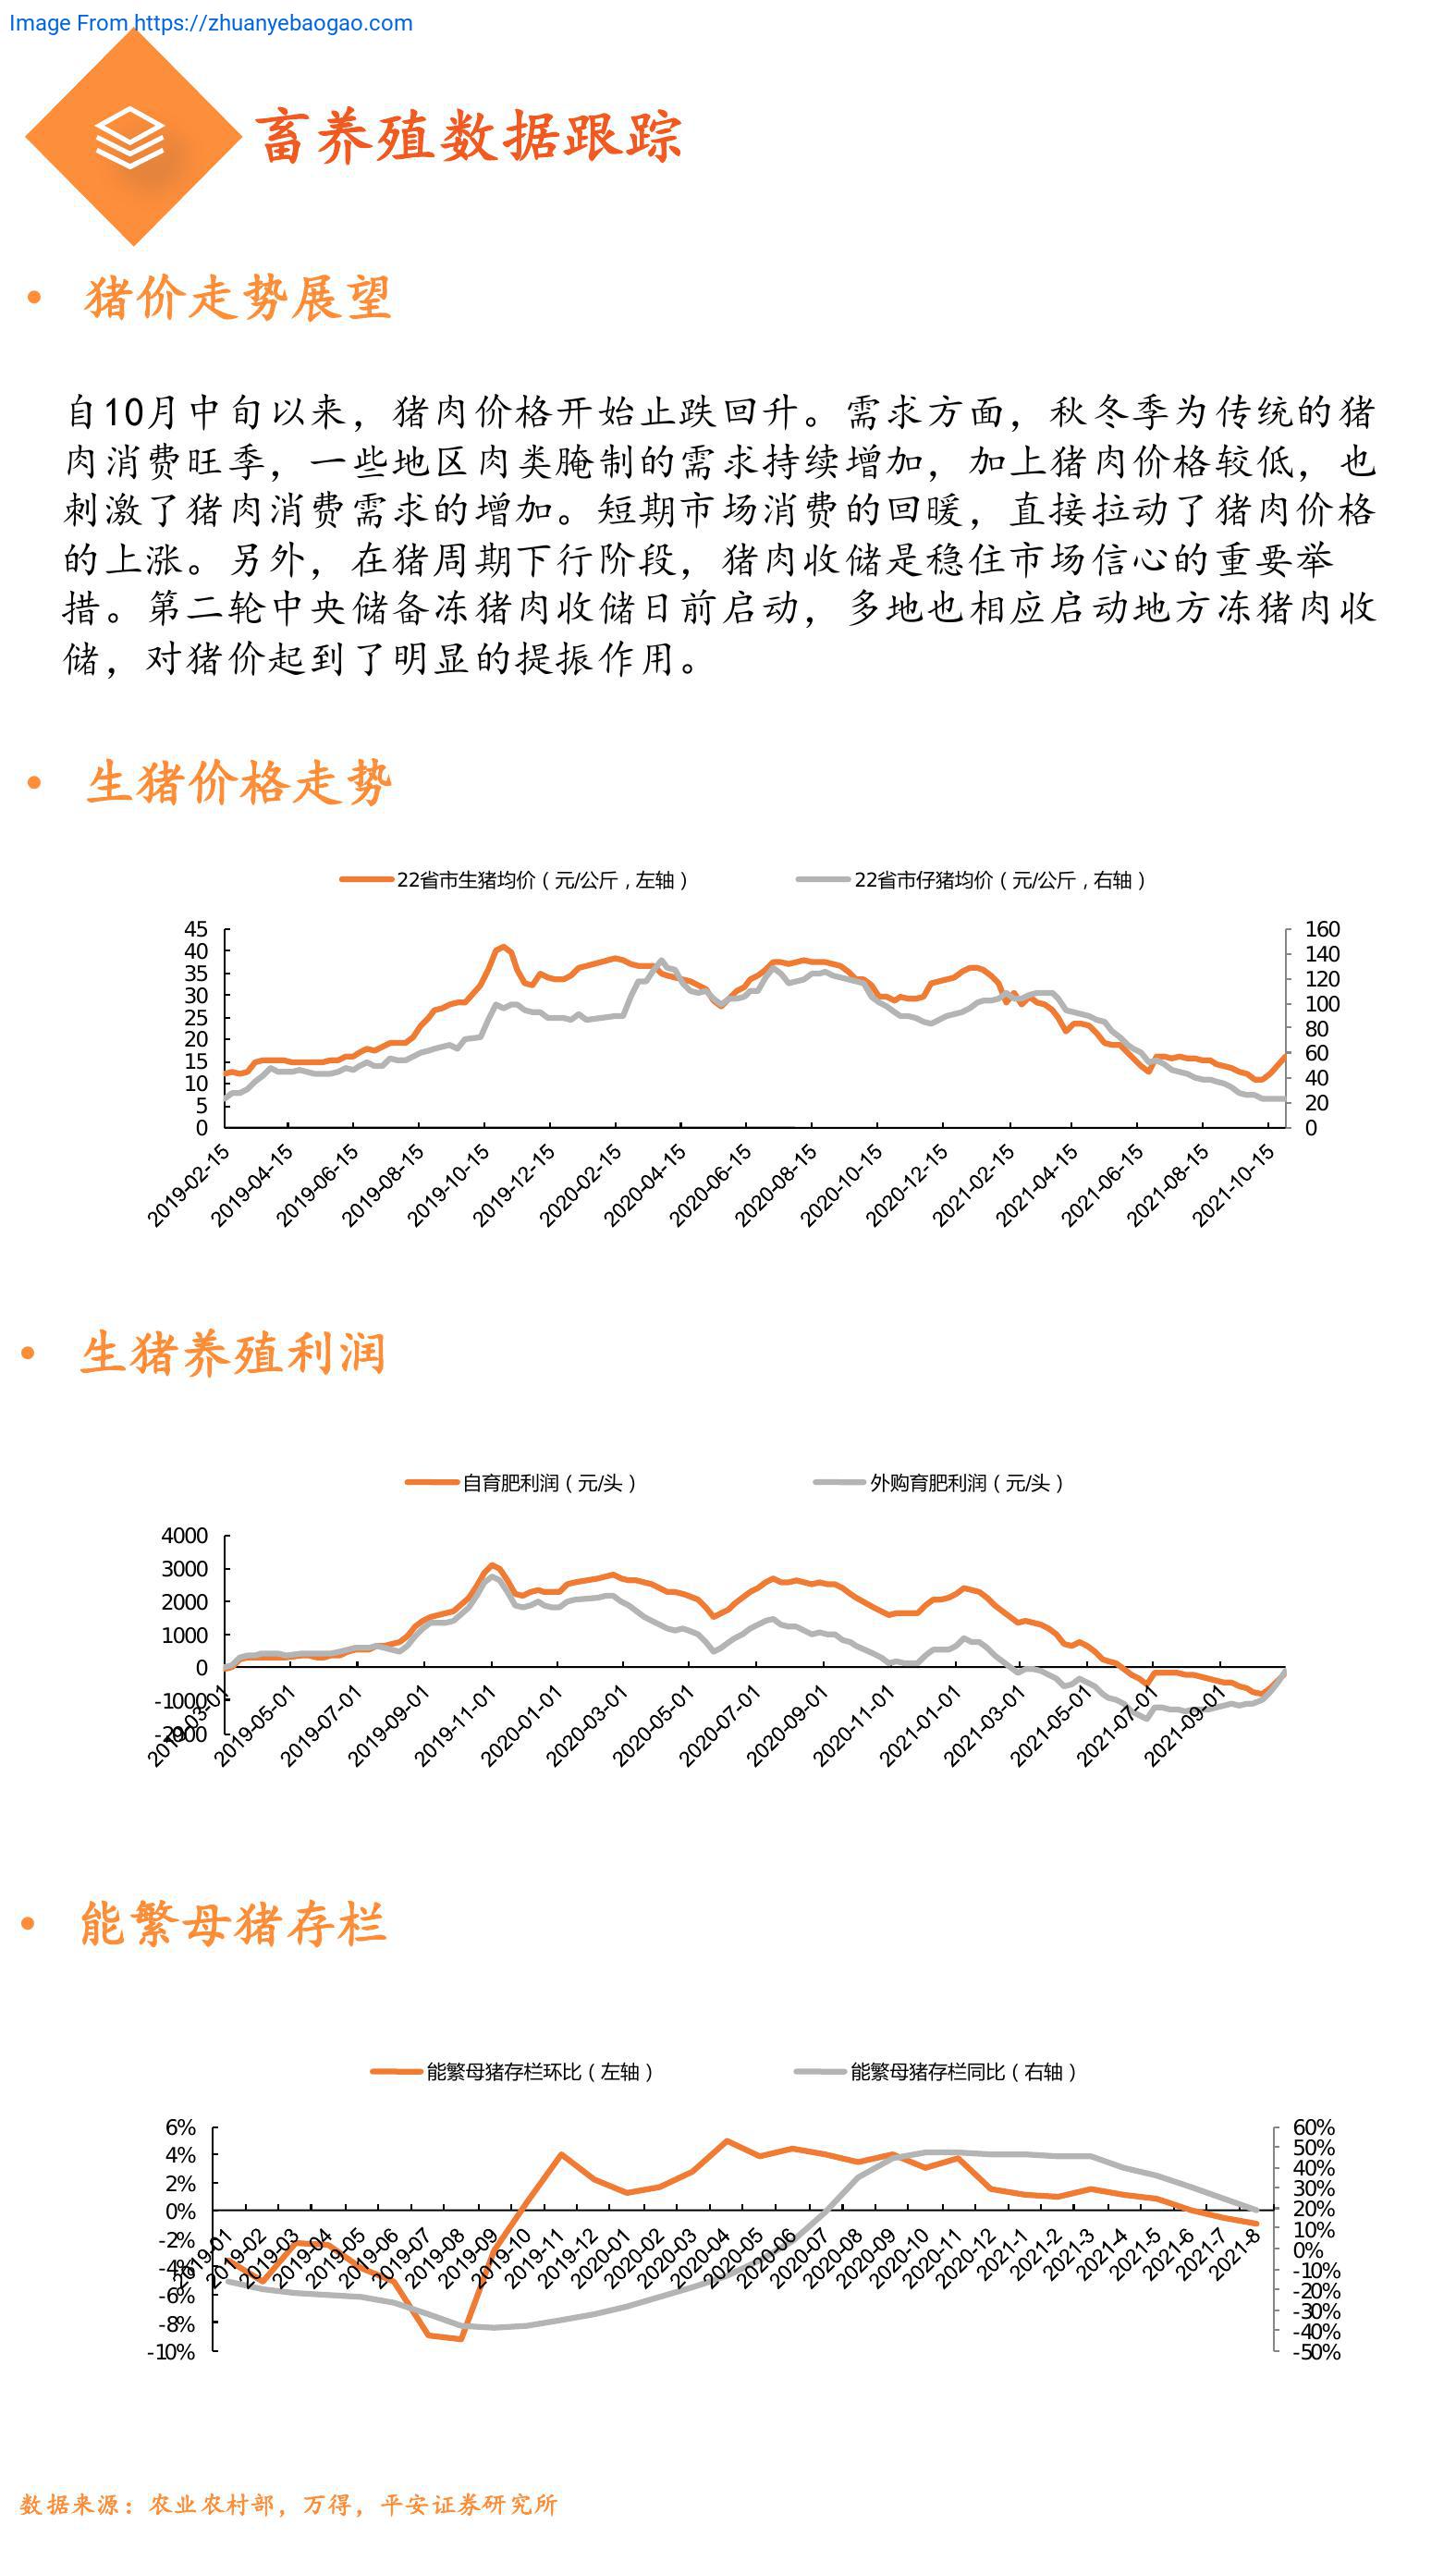 Image From https://zhuanyebaogao.com
畜养殖数据跟踪
• 猪价走势展望
自10月中旬以来，猪肉价格开始止跌回升。需求方面，秋冬季为传统的猪
肉消费旺季，一些地区肉类腌制的需求持续增加，加上猪肉价格较低，也
刺激了猪肉消费需求的增加。短期市场消费的回暖，直接拉动了猪肉价格
的上涨。另外，在猪周期下行阶段，猪肉收储是稳住市场信心的重要举
措。第二轮中央储备冻猪肉收储日前启动，多地也相应启动地方冻猪肉收
储，对猪价起到了明显的提振作用。
• 生猪价格走势
22省市生猪均价（元/公斤，左轴） 22省市仔猪均价（元/公斤，右轴）
45 160
40 140
35 120
30 100
25 80
20 60
15 40
10 20
5 0
0
2019-02-15 2019-04-15 2019-06-15 2019-08-15 2019-10-15 2019-12-15 2020-02-15 2020-04-15 2020-06-15 2020-08-15 2020-10-15 2020-12-15 2021-02-15 2021-04-15 2021-06-15 2021-08-15 2021-10-15
• 生猪养殖利润
自育肥利润（元/头） 外购育肥利润（元/头）
4000
3000
2000
1000
0
-1000
-2000
2019-03-01 2019-05-01 2019-07-01 2019-09-01 2019-11-01 2020-01-01 2020-03-01 2020-05-01 2020-07-01 2020-09-01 2020-11-01 2021-01-01 2021-03-01 2021-05-01 2021-07-01 2021-09-01
• 能繁母猪存栏
能繁母猪存栏环比（左轴） 能繁母猪存栏同比（右轴）
6% 60%
4% 50%
2% 40%
0% 30%
-2% 20%
-4% 10%
-6% 0%
-8% -10%
-10% -20%
-30%
-40%
-50%
2019-01 2019-02 2019-03 2019-04 2019-05 2019-06 2019-07 2019-08 2019-09 2019-10 2019-11 2019-12 2020-01 2020-02 2020-03 2020-04 2020-05 2020-06 2020-07 2020-08 2020-09 2020-10 2020-11 2020-12 2021-1 2021-2 2021-3 2021-4 2021-5 2021-6 2021-7 2021-8
数据来源：农业农村部，万得，平安证券研究所